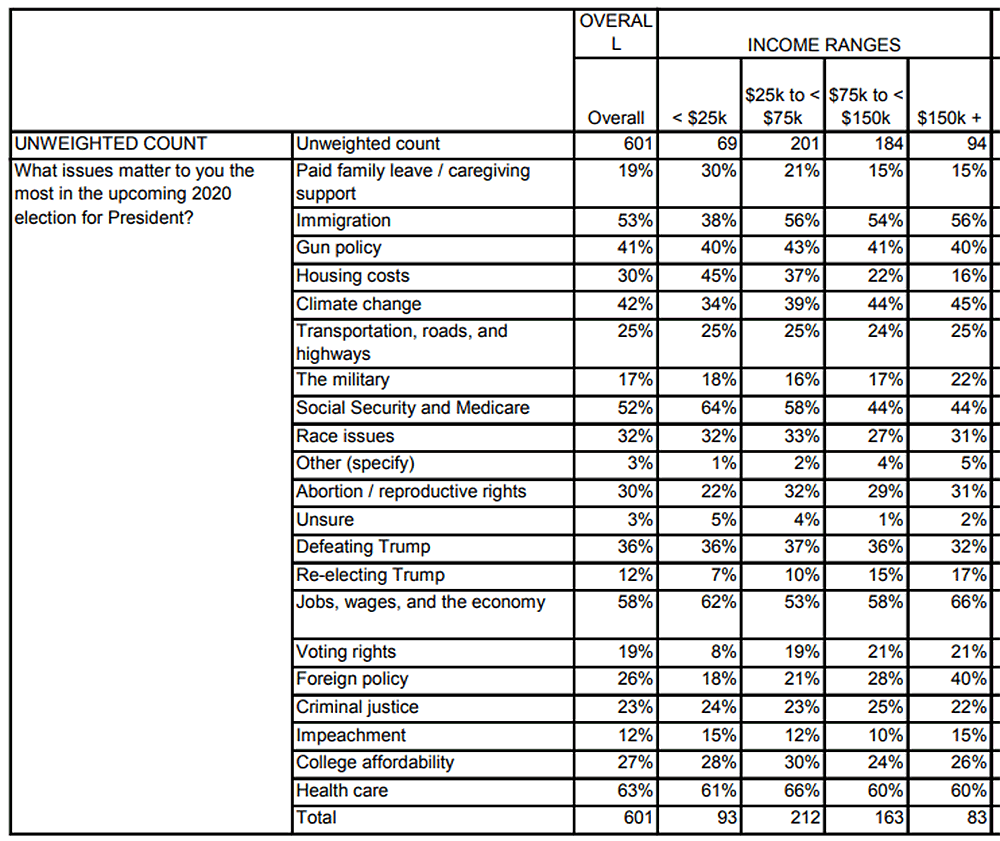 OVERAL
L
INCOME RANGES
Overall
< $25k
$25k to <
$75k
$75k to <
$150k
$150k +
UNWEIGHTED COUNT Unweighted count 601 69 201 184 94
What issues matter to you the
most in the upcoming 2020
election for President?
Paid family leave / caregiving
support
19% 30% 21% 15% 15%
Immigration 53% 38% 56% 54% 56%
Gun policy 41% 40% 43% 41% 40%
Housing costs 30% 45% 37% 22% 16%
Climate change 42% 34% 39% 44% 45%
Transportation, roads, and
highways
25% 25% 25% 24% 25%
The military 17% 18% 16% 17% 22%
Social Security and Medicare 52% 64% 58% 44% 44%
Race issues 32% 32% 33% 27% 31%
Other (specify) 3% 1% 2% 4% 5%
Abortion / reproductive rights 30% 22% 32% 29% 31%
Unsure 3% 5% 4% 1% 2%
Defeating Trump 36% 36% 37% 36% 32%
Re-electing Trump 12% 7% 10% 15% 17%
Jobs, wages, and the economy 58% 62% 53% 58% 66%
Voting rights 19% 8% 19% 21% 21%
Foreign policy 26% 18% 21% 28% 40%
Criminal justice 23% 24% 23% 25% 22%
Impeachment 12% 15% 12% 10% 15%
College affordability 27% 28% 30% 24% 26%
Health care 63% 61% 66% 60% 60%
Total 601 93 212 163 83